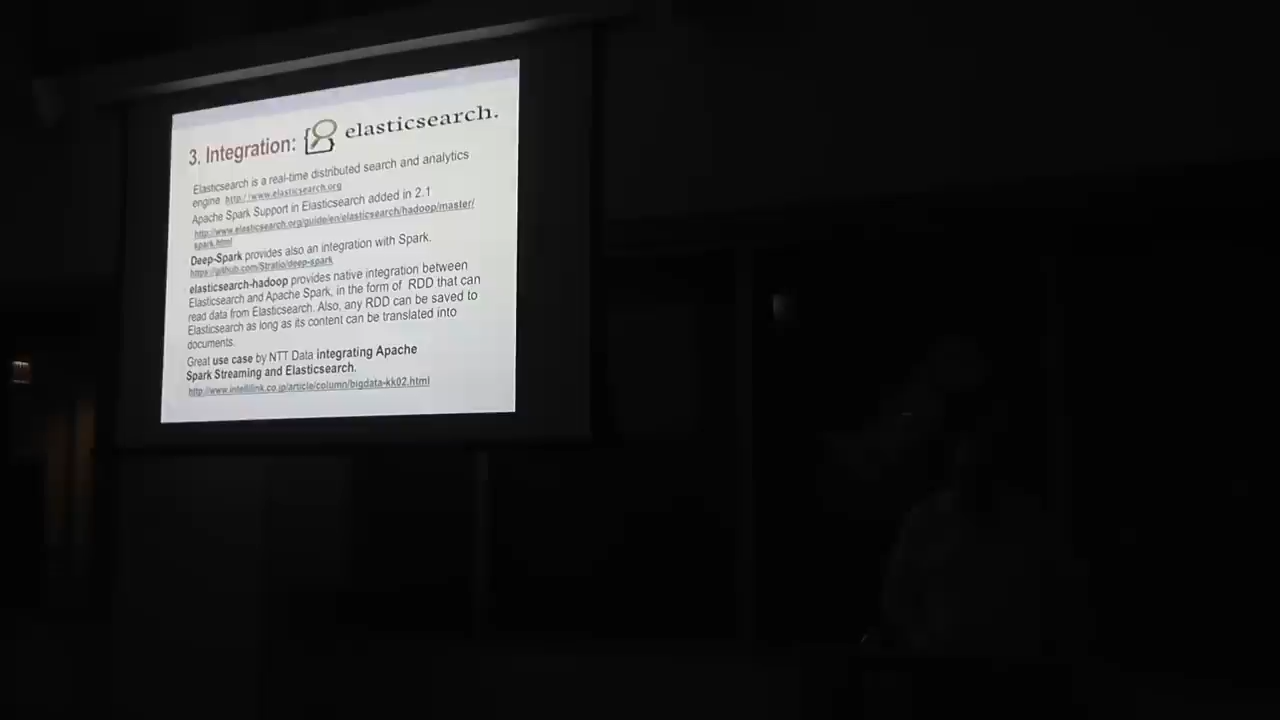 3. Integration: elasticsearch.
Elasticsearch is a real-time distributed search and analytics
engine http://www.elasticsearch.org
Apache Spark Support in Elasticsearch added in 2.1
http://www.elasticsearch.org/guide/en/elasticsearch/hadoop/master/
spark.html
Deep-Spark provides also an integration with Spark.
https://github.com/Stratio/deep-spark
elasticsearch-hadoop provides native integration between
Elasticsearch and Apache Spark, in the form of RDD that can
read data from Elasticsearch. Also, any RDD can be saved to
Elasticsearch as long as its content can be translated into
documents.
Great use case by NTT Data integrating Apache
Spark Streaming and Elasticsearch.
http://www.intellilink.co.jp/article/column/bigdata-kk02.html